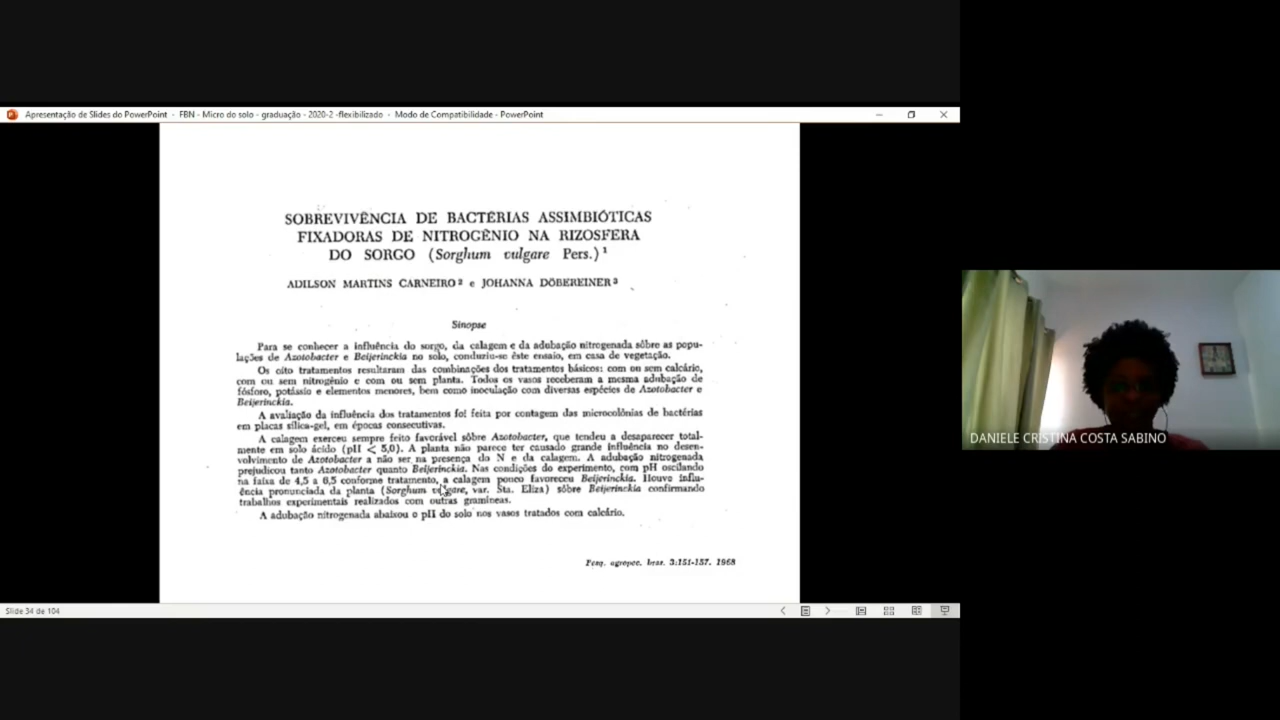 Apresentação de Slides do PowerPoint - FBN - Micro do solo - graduação - 2020-2 -flexibilizado - Modo de Compatibilidade - PowerPoint
SOBREVIVÊNCIA DE BACTÉRIAS ASSIMBIÓTICAS
FIXADORAS DE NITROGÊNIO NA RIZOSFERA
DO SORGO (Sorghum vulgare Pers.) 1
ADILSON MARTINS CARNEIRO 2 e JOHANNA DÖBEREINER 3
Sinopse
Para se conhecer a influência do sorgo, da calagem e da adubação nitrogenada sôbre as popu-
lações de Azotobacter e Beijerinckia no solo, conduziu-se êste ensaio, em casa de vegetação.
Os oito tratamentos resultaram das combinações dos tratamentos básicos: com ou sem calcário,
com ou sem nitrogênio e com ou sem planta. Todos os vasos receberam a mesma adubação de
fósforo, potássio e elementos menores, bem como inoculação com diversas espécies de Azotobacter e
Beijerinckia.
A avaliação da influência dos tratamentos foi feita por contagem das microcolônias de bactérias
em placas sílica-gel, em épocas consecutivas.
A calagem exerceu sempre feito favorável sôbre Azotobacter, que tendeu a desaparecer total-
mente em solo ácido (pH < 5,0). A planta não parece ter causado grande influência no desen-
volvimento de Azotobacter a não ser na presença do N e da calagem. A adubação nitrogenada
prejudicou tanto Azotobacter quanto Beijerinckia. Nas condições do experimento, com pH oscilando
na faixa de 4,5 a 6,5 conforme tratamento, a calagem pouco favoreceu Beijerinckia. Houve influ-
ência pronunciada da planta (Sorghum vulgare, var. Sta. Eliza) sôbre Beijerinckia confirmando
trabalhos experimentais realizados com outras gramíneas.
A adubação nitrogenada abaixou o pH do solo nos vasos tratados com calcário.
Pesq. agropec. bras. 3:151-157. 1968
Slide 34 de 104
DANIELE CRISTINA COSTA SABINO